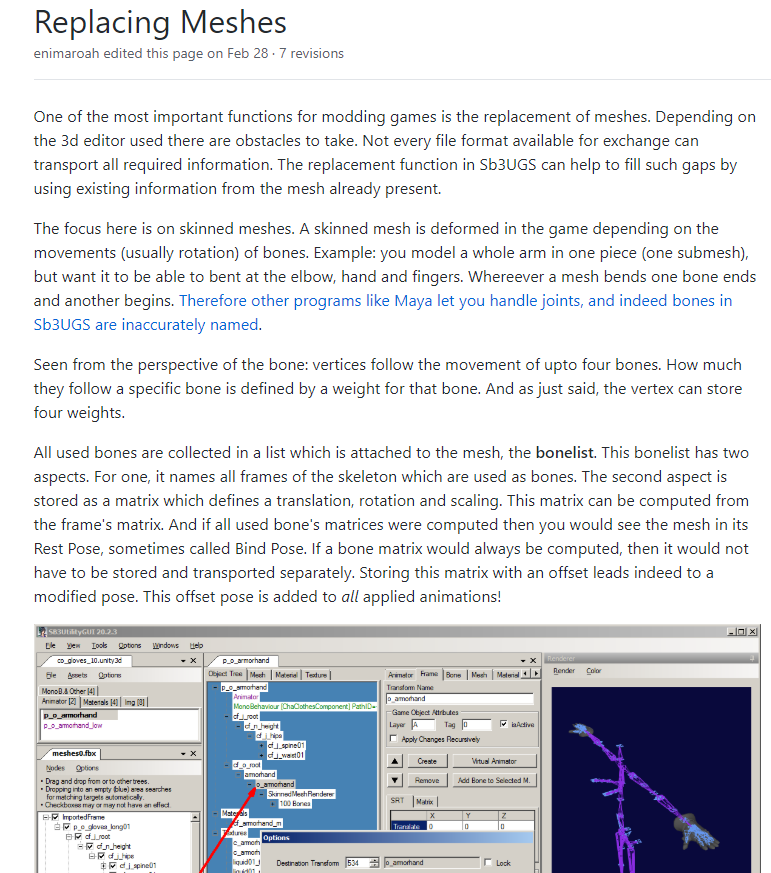 Replacing Meshes
enimaroah edited this page on Feb 28 · 7 revisions
One of the most important functions for modding games is the replacement of meshes. Depending on
the 3d editor used there are obstacles to take. Not every file format available for exchange can
transport all required information. The replacement function in Sb3UGS can help to fill such gaps by
using existing information from the mesh already present.
The focus here is on skinned meshes. A skinned mesh is deformed in the game depending on the
movements (usually rotation) of bones. Example: you model a whole arm in one piece (one submesh),
but want it to be able to bent at the elbow, hand and fingers. Whereever a mesh bends one bone ends
and another begins. Therefore other programs like Maya let you handle joints, and indeed bones in
Sb3UGS are inaccurately named.
Seen from the perspective of the bone: vertices follow the movement of upto four bones. How much
they follow a specific bone is defined by a weight for that bone. And as just said, the vertex can store
four weights.
All used bones are collected in a list which is attached to the mesh, the bonelist. This bonelist has two
aspects. For one, it names all frames of the skeleton which are used as bones. The second aspect is
stored as a matrix which defines a translation, rotation and scaling. This matrix can be computed from
the frame's matrix. And if all used bone's matrices were computed then you would see the mesh in its
Rest Pose, sometimes called Bind Pose. If a bone matrix would always be computed, then it would not
have to be stored and transported separately. Storing this matrix with an offset leads indeed to a
modified pose. This offset pose is added to all applied animations!
SB3UtilityGUI 20.2.3
File View Tools Options Windows Help
co_gloves_10.unity3d
File Assets Options
MonoB.& Other [4]
Animator [2] Materials [4] Img [8]
p_o_armorhand
p_o_armorhand_low
meshes0.fbx
Nodes Options
• Drag and drop from or to other trees.
• Dropping into an empty (blue) area searches
for matching targets automatically.
• Checkboxes may or may not have an effect.
ImportedFrame
p_o_gloves_long01
cf_j_root
cf_n_height
cf_j_hips
cf_j_spine01
p_o_armorhand
Object Tree Mesh Material Texture
p_o_armorhand
Animator
MonoBehaviour [ChaClothesComponent] PathID=
cf_j_root
cf_n_height
cf_j_hips
cf_j_spine01
cf_j_waist01
cf_o_root
amorhand
o_armorhand
SkinnedMeshRenderer
100 Bones
Materials
cf_armorhand_m
Textures
c_armorh
c_armorh
liquid01_t
liquid01_
Animator Frame Bone Mesh Material
Transform Name
o_armorhand
Game Object Attributes
Layer A Tag 0 isActive
Apply Changes Recursively
Create Virtual Animator
Remove Add Bone to Selected M.
SRT Matrix
X Y Z
Translate 0 0 0
Options
Destination Transform 534 o_armorhand Lock
Renderer
Render Color